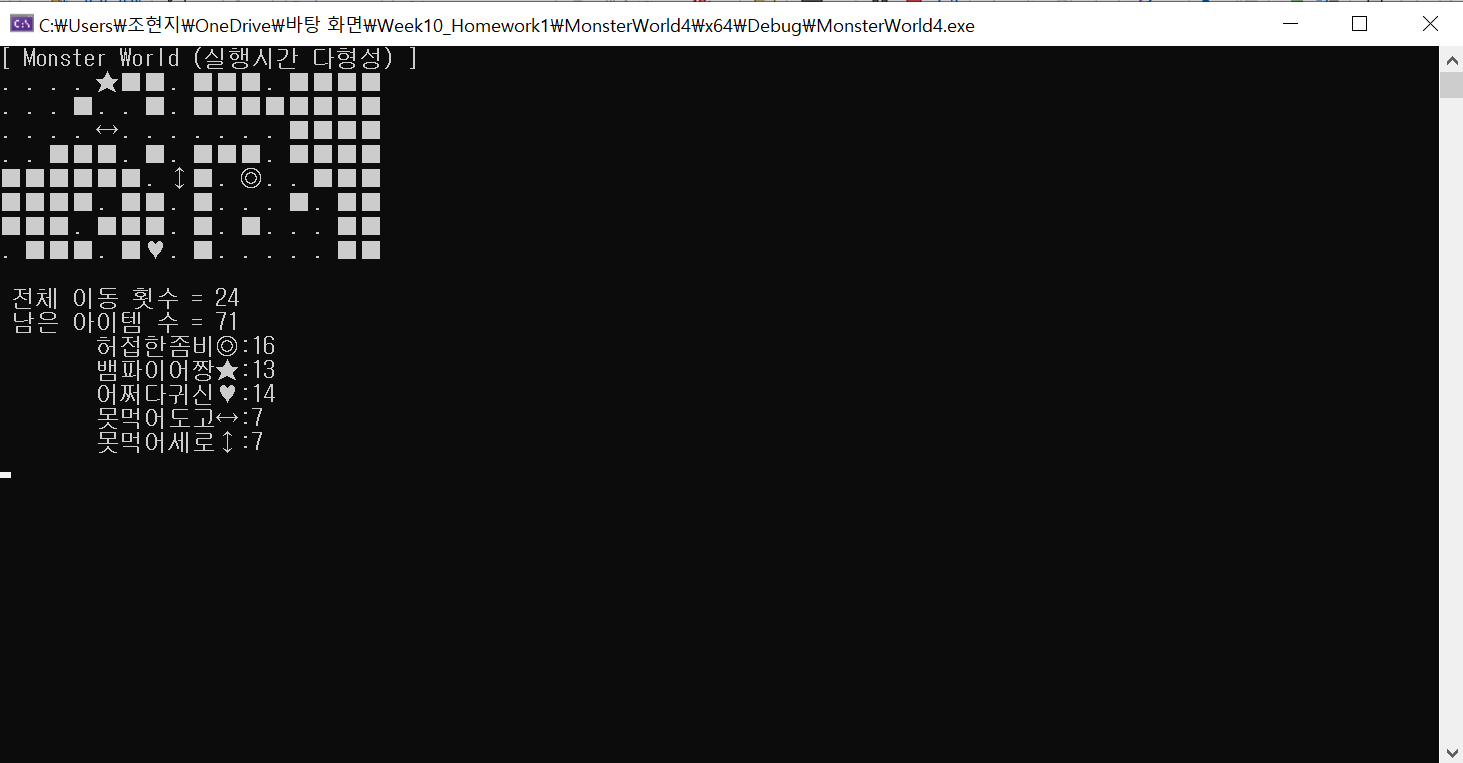 C:₩Users₩조현지₩OneDrive₩바탕 화면₩Week10_Homework1₩MonsterWorld4₩x64₩Debug₩MonsterWorld4.exe
[ Monster World (실행시간 다형성) ]
. . . . ★■■. ■■■. ■■■■
. . . ■. . ■. ■■■■■■■■
. . . . ↔. . . . . . . ■■■■
. . ■■■. ■. ■■■. ■■■■
■■■■■■. ↕■. ◎. . ■■■
■■■■. ■■. ■. . . ■. ■■
■■■. ■■■. ■. ■. . . ■■
. ■■■. ■♥. ■. . . . . ■■
전체 이동 횟수 = 24
남은 아이템 수 = 71
허접한좀비◎:16
뱀파이어짱★:13
어쩌다귀신♥:14
못먹어도고↔:7
못먹어세로↕:7